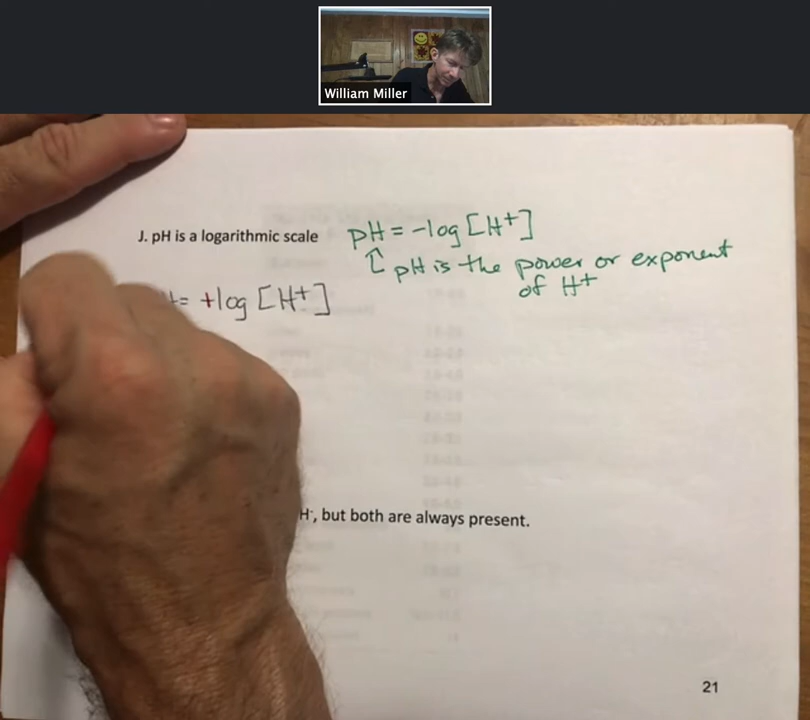 William Miller
J. pH is a logarithmic scale pH = -log [H+]
pH is the power or exponent
of H+
= +log [H+]
, but both are always present.
21